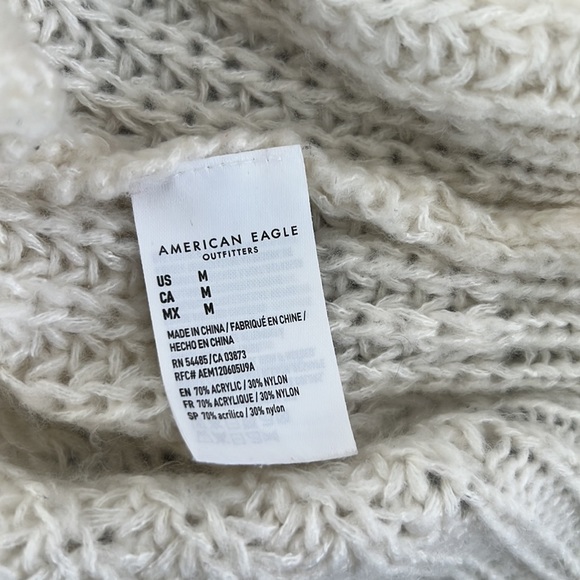 AMERICAN EAGLE
OUTFITTERS
US M
CA M
MX M
MADE IN CHINA / FABRIQUÉ EN CHINE /
HECHO EN CHINA
RN 54485 / CA 03873
RFC# AEM120605U9A
EN 70% ACRYLIC / 30% NYLON
FR 70% ACRYLIQUE / 30% NYLON
SP 70% acrílico / 30% nylon